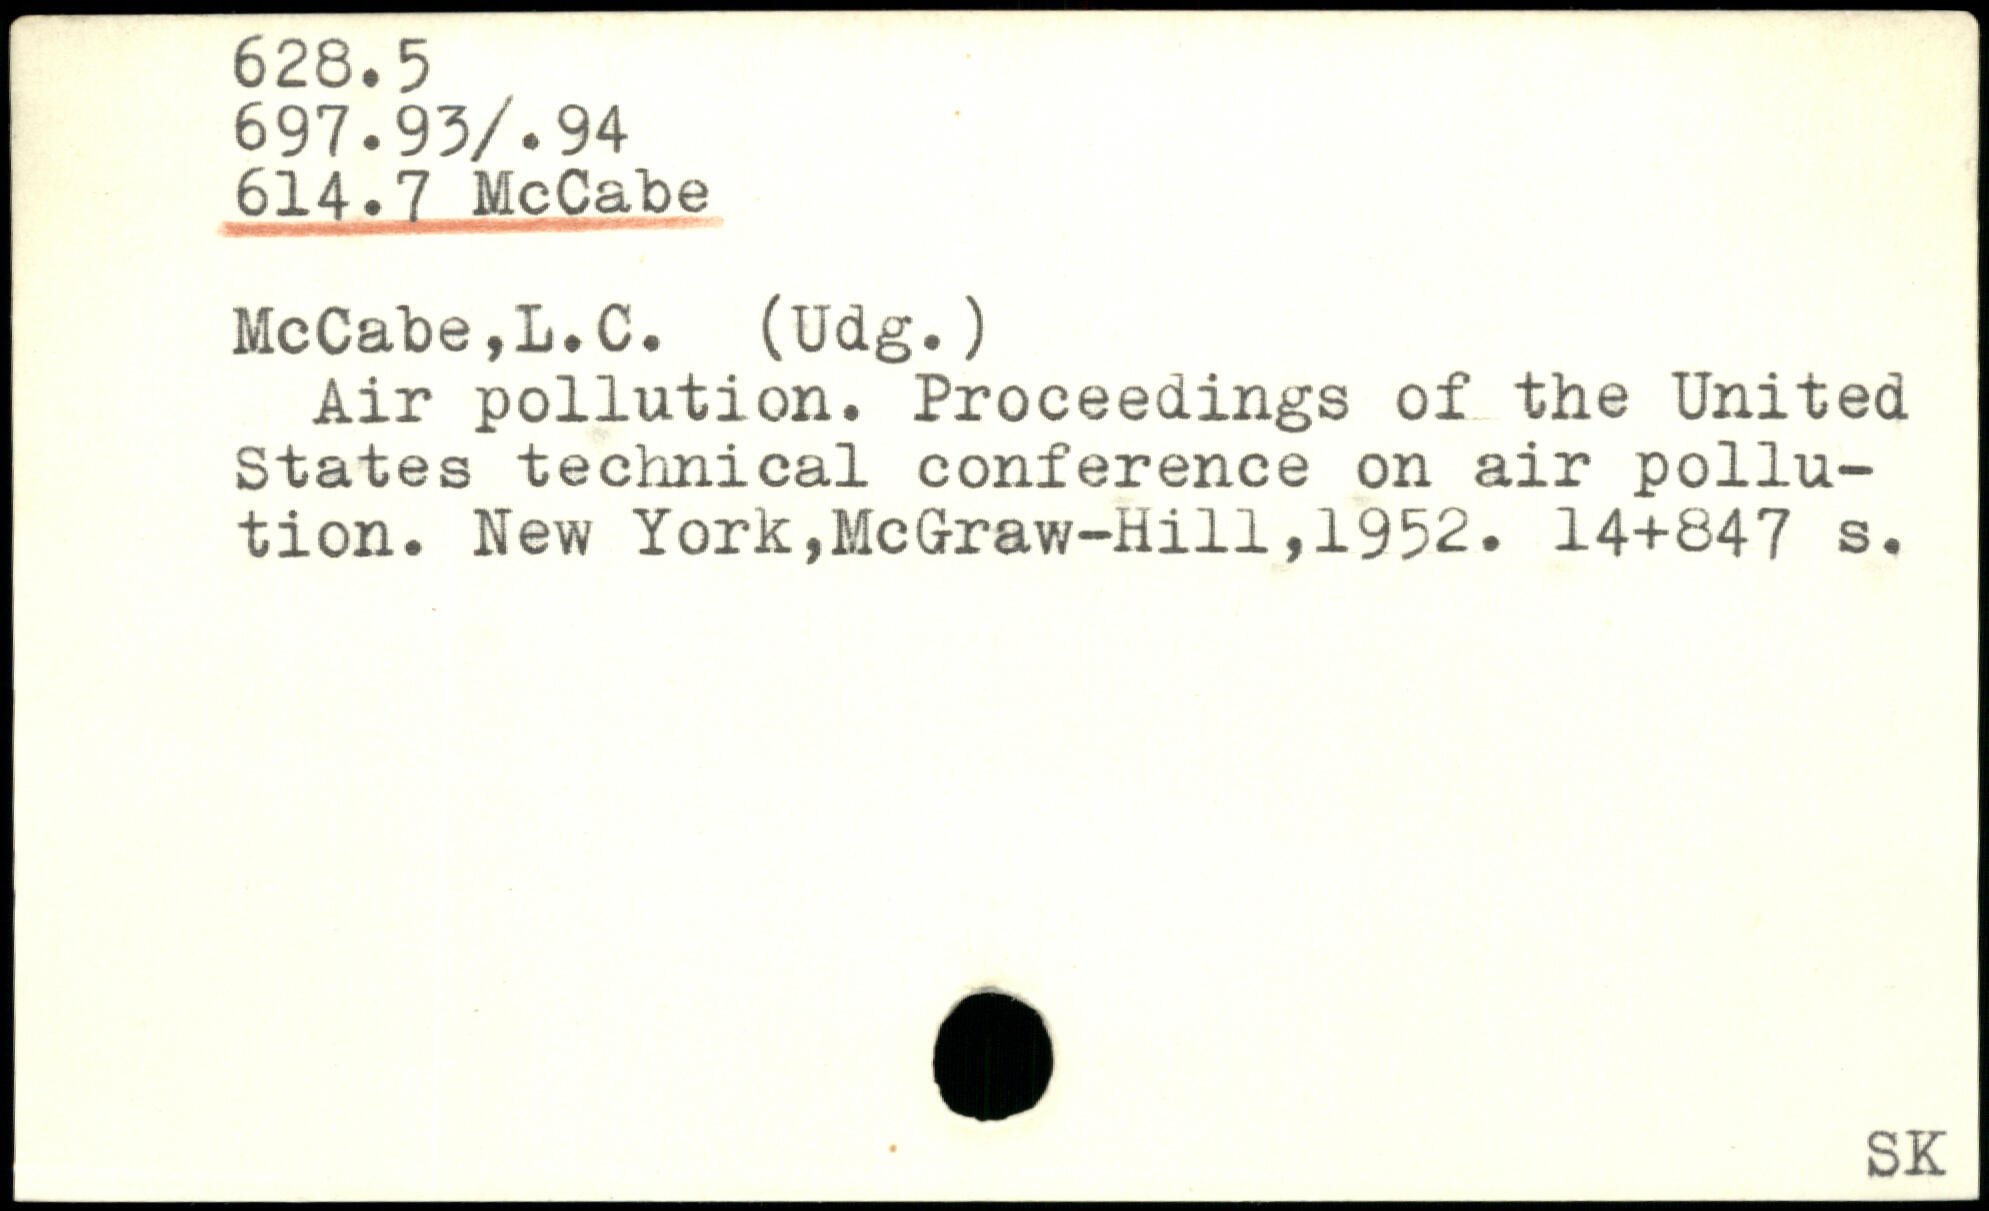 628.5
697.93/.94
614.7 McCabe
McCabe,L.C. (Udg.)
Air pollution. Proceedings of the United
States technical conference on air pollu-
tion. New York,McGraw-Hill,1952. 14+847 s.
SK